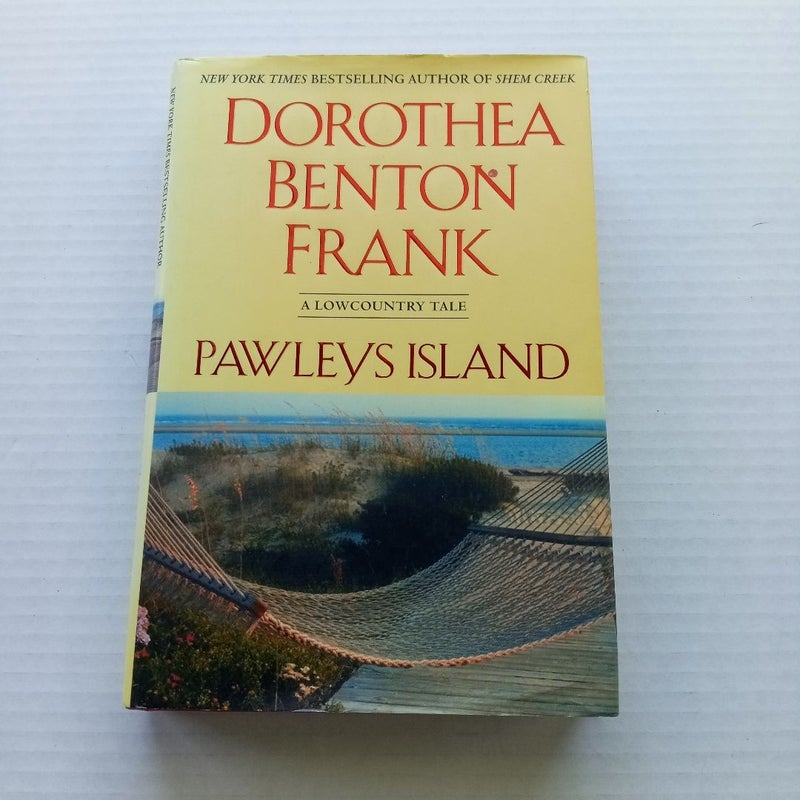 NEW YORK TIMES BESTSELLING AUTHOR OF SHEM CREEK
DOROTHEA
BENTON
FRANK
A LOWCOUNTRY TALE
PAWLEYS ISLAND
NEW YORK TIMES BESTSELLING AUTHOR